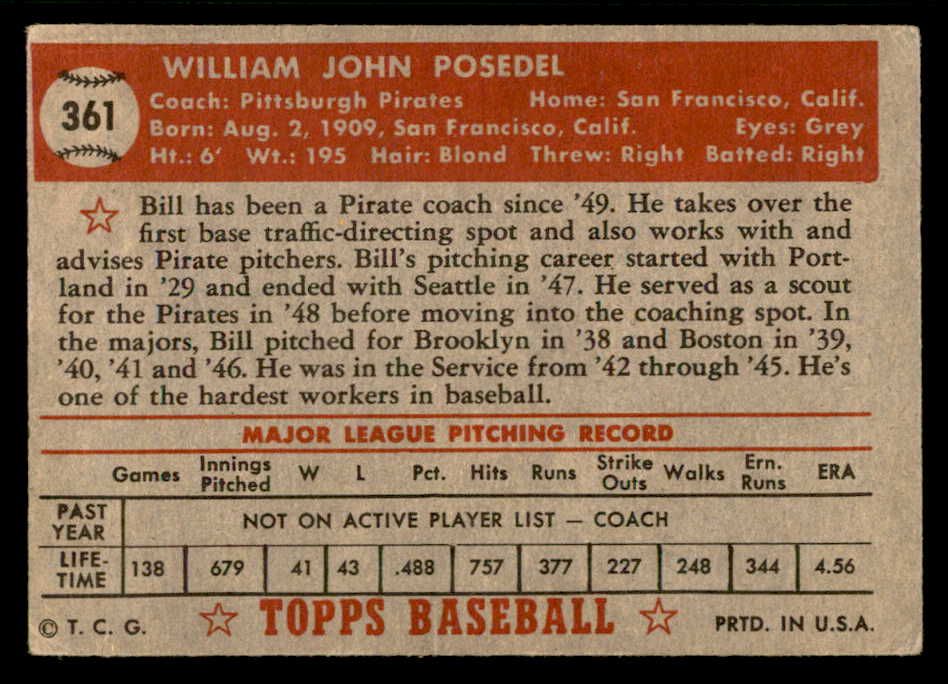 361
WILLIAM JOHN POSEDEL
Coach: Pittsburgh Pirates Home: San Francisco, Calif.
Born: Aug. 2, 1909, San Francisco, Calif. Eyes: Grey
Ht.: 6' Wt.: 195 Hair: Blond Threw: Right Batted: Right
Bill has been a Pirate coach since '49. He takes over the
first base traffic-directing spot and also works with and
advises Pirate pitchers. Bill's pitching career started with Port-
land in '29 and ended with Seattle in '47. He served as a scout
for the Pirates in '48 before moving into the coaching spot. In
the majors, Bill pitched for Brooklyn in '38 and Boston in '39,
'40, '41 and '46. He was in the Service from '42 through '45. He's
one of the hardest workers in baseball.
MAJOR LEAGUE PITCHING RECORD
Games Innings Pitched W L Pct. Hits Runs Strike Outs Walks Ern. Runs ERA
PAST YEAR NOT ON ACTIVE PLAYER LIST — COACH
LIFE-TIME 138 679 41 43 .488 757 377 227 248 344 4.56
© T. C. G. TOPPS BASEBALL PRTD. IN U.S.A.